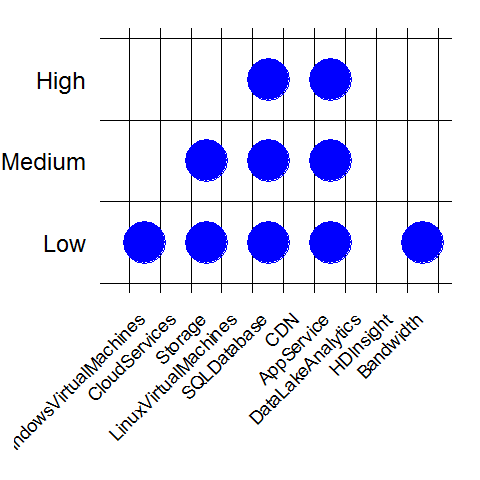 High
Medium
Low
ndowsVirtualMachines
CloudServices
Storage
LinuxVirtualMachines
SQLDatabase
CDN
AppService
DataLakeAnalytics
HDInsight
Bandwidth